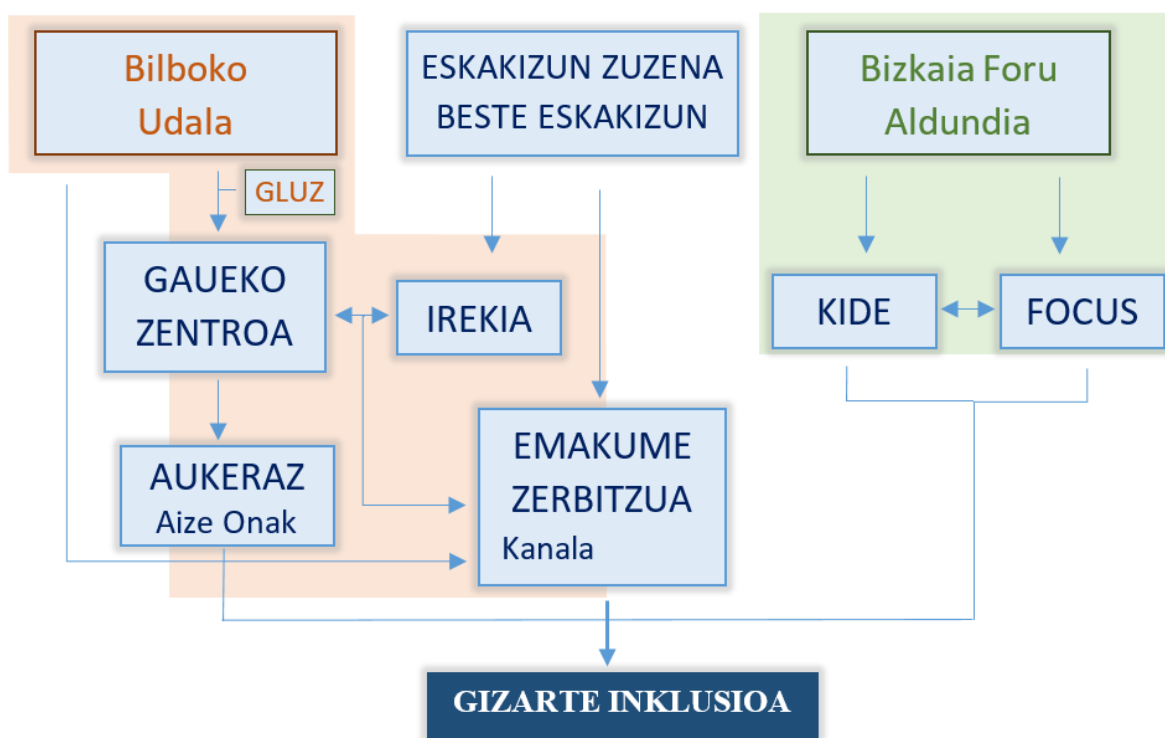 Bilboko
Udala
ESKAKIZUN ZUZENA
BESTE ESKAKIZUN
Bizkaia Foru
Aldundia
GLUZ
GAUEKO
ZENTROA
IREKIA
KIDE
FOCUS
AUKERAZ
Aize Onak
EMAKUME
ZERBITZUA
Kanala
GIZARTE INKLUSIOA